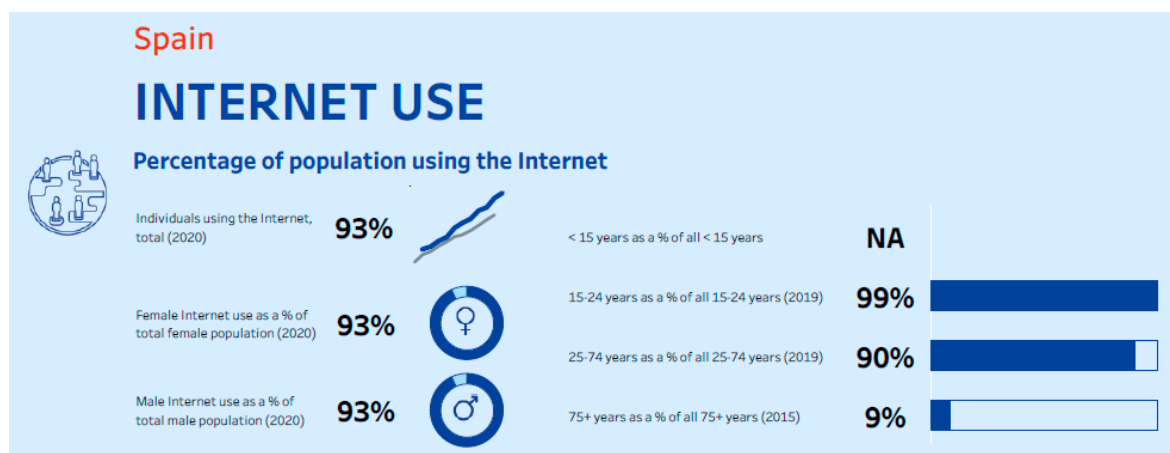 Spain
INTERNET USE
Percentage of population using the Internet
Individuals using the Internet,
total (2020)
93%
Female Internet use as a % of
total female population (2020)
93%
Male Internet use as a % of
total male population (2020)
93%
< 15 years as a % of all < 15 years
NA
15-24 years as a % of all 15-24 years (2019)
99%
25-74 years as a % of all 25-74 years (2019)
90%
75+ years as a % of all 75+ years (2015)
9%